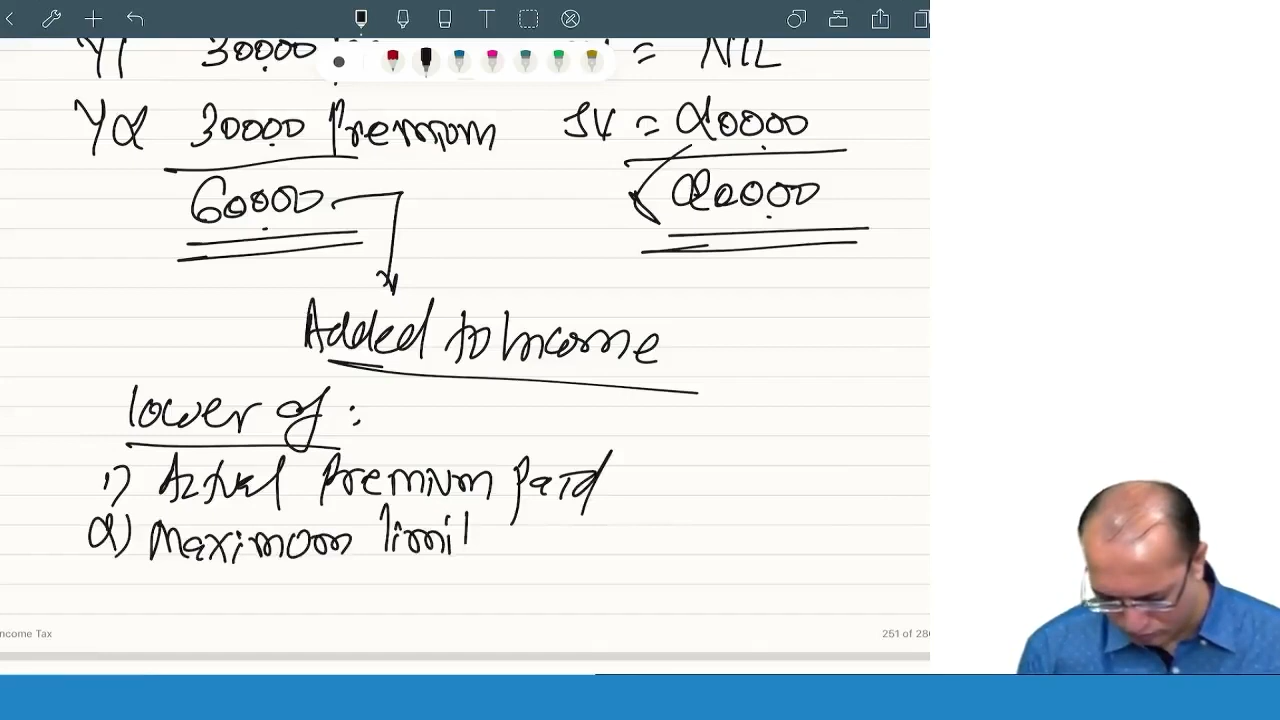 Y1 30000 = NIL
Y2 30000 Premium SV = 20000
60000 20000
Added to Income
lower of :
1) Actual Premium Paid
2) Maximum limit
ncome Tax 251 of 28